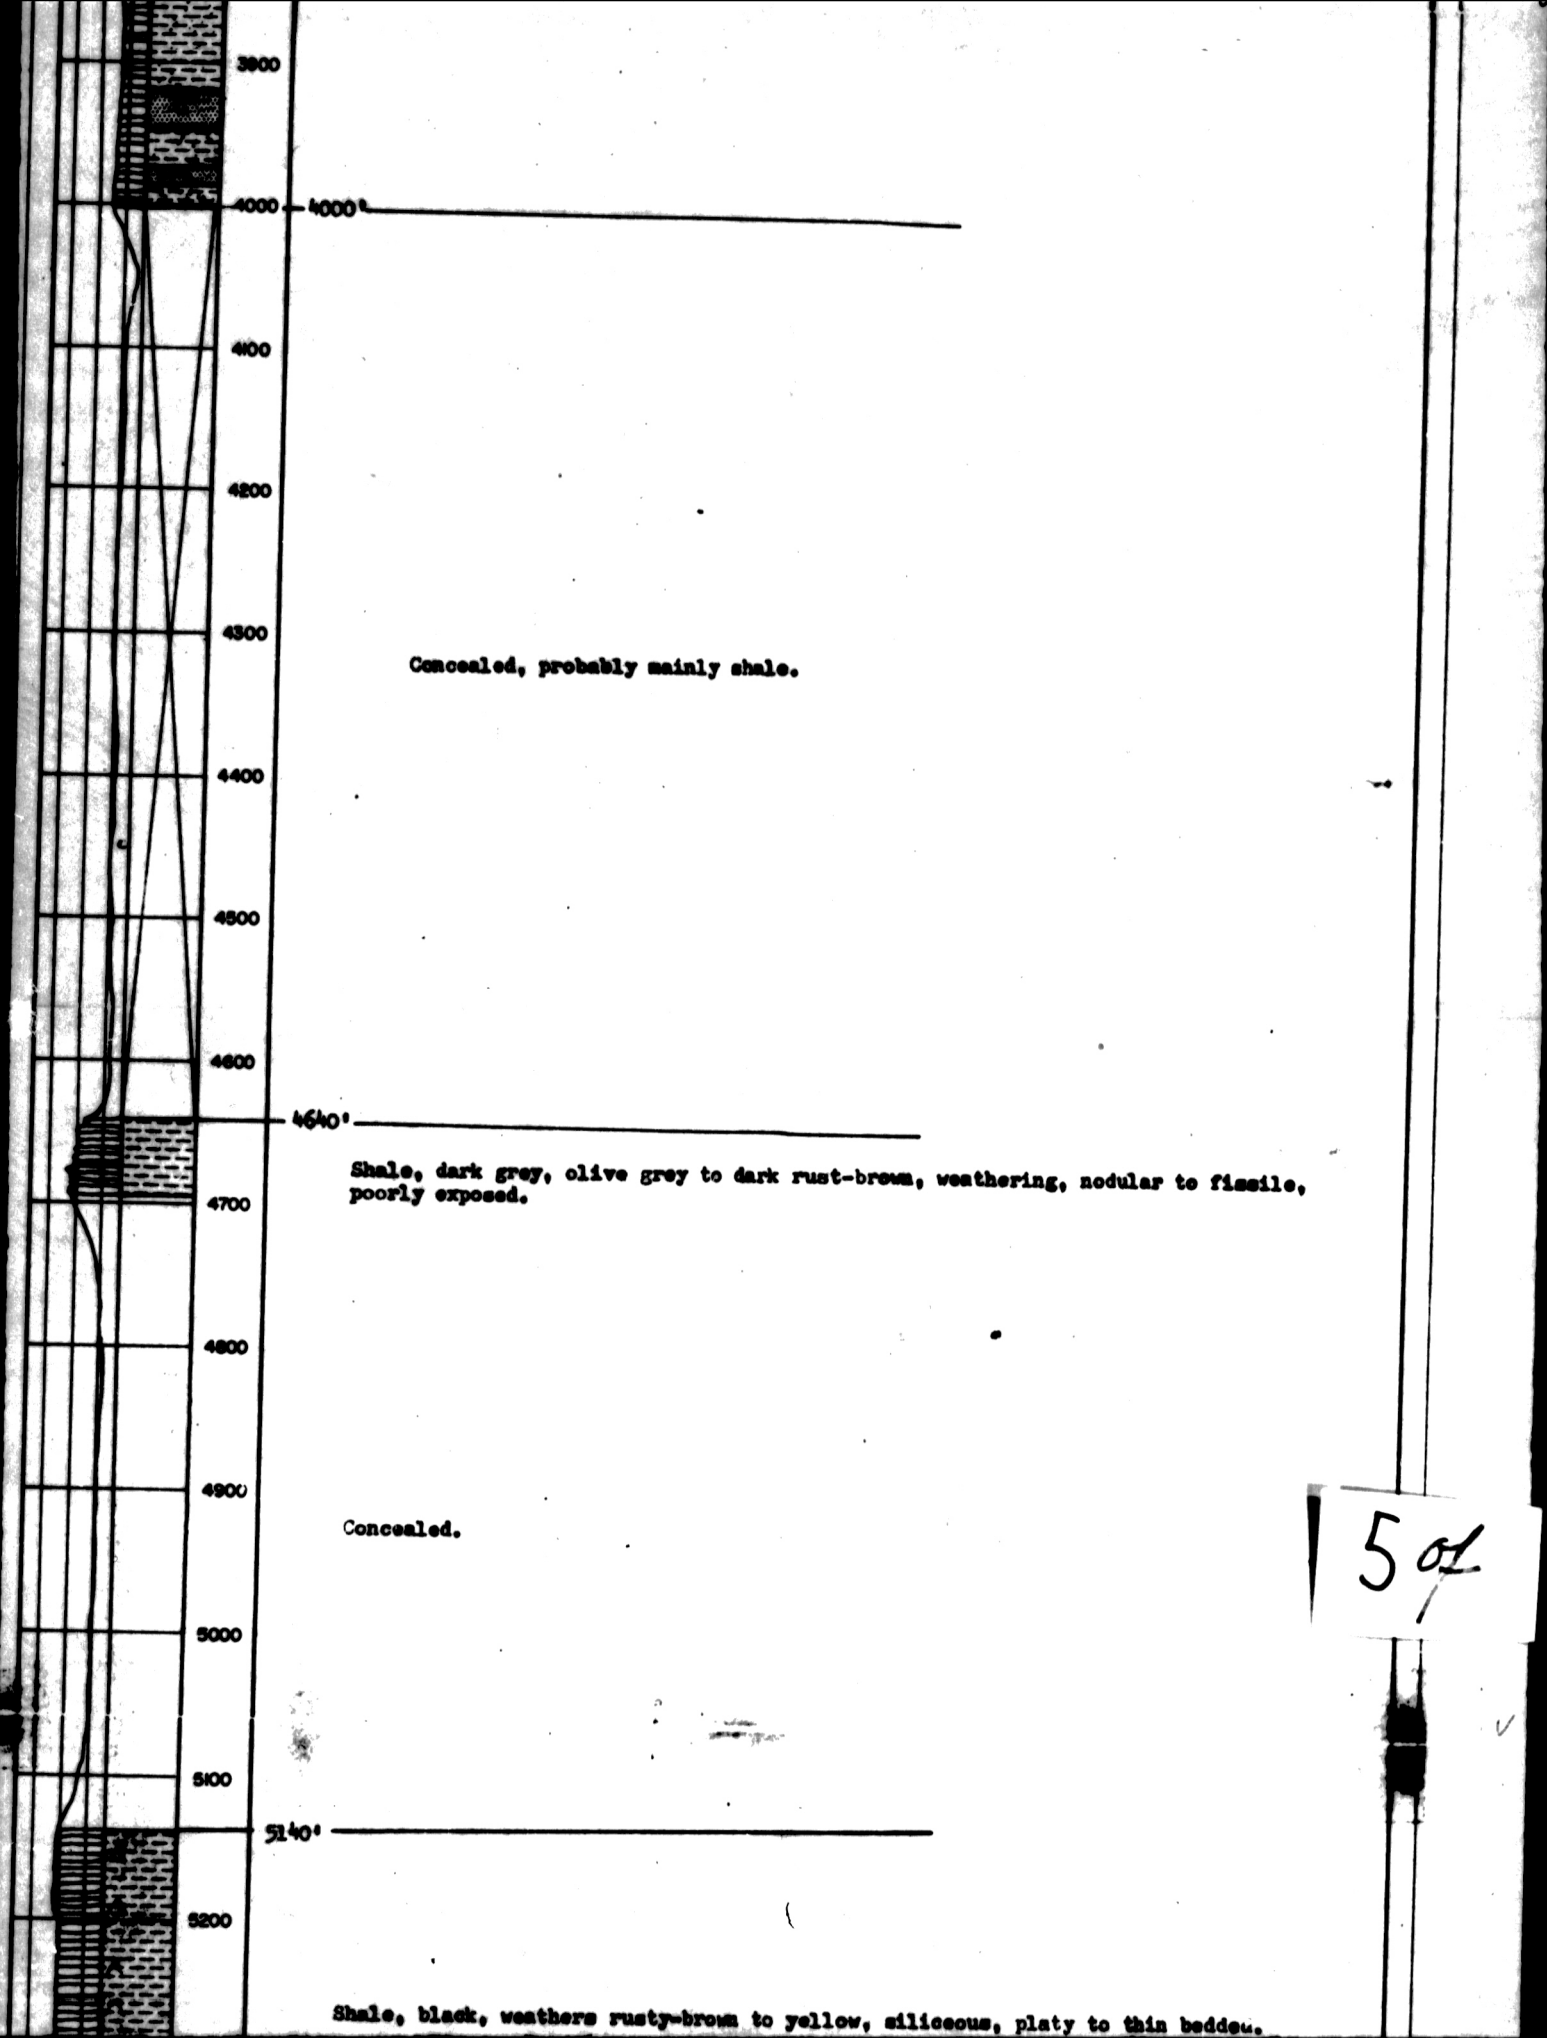 3900
4000 4000'
4100
4200
4300
Concealed, probably mainly shale.
4400
4500
4600
4640'
Shale, dark grey, olive grey to dark rust-brown, weathering, nodular to fissile,
poorly exposed.
4700
4800
4900
Concealed.
5 of
5000
5100
5140'
5200
Shale, black, weathers rusty-brown to yellow, siliceous, platy to thin bedded.